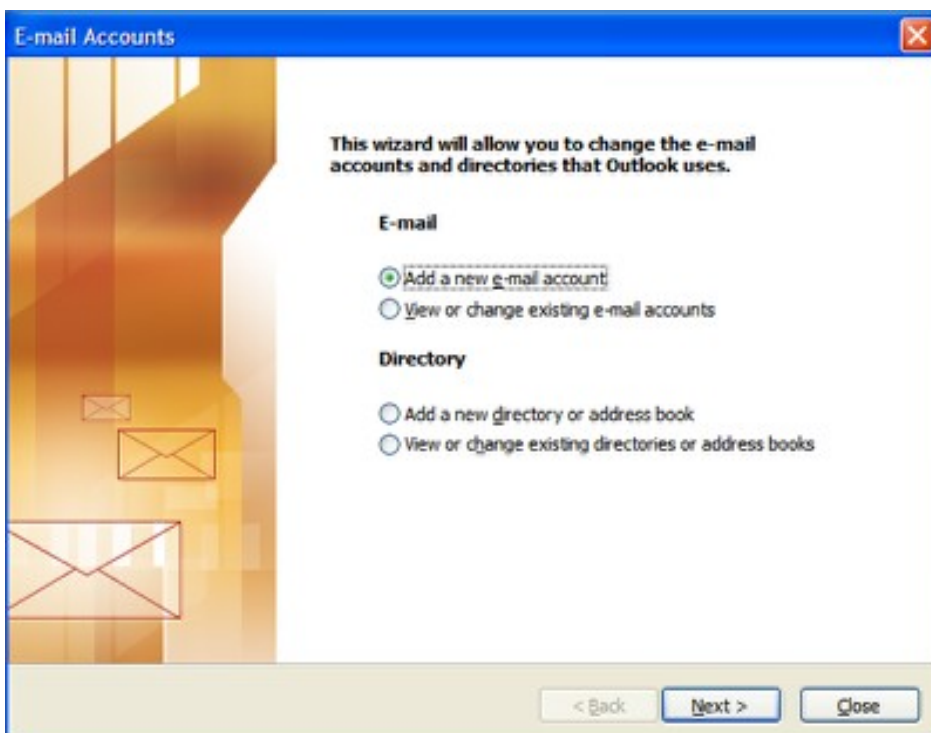 E-mail Accounts
This wizard will allow you to change the e-mail
accounts and directories that Outlook uses.
E-mail
Add a new e-mail account
View or change existing e-mail accounts
Directory
Add a new directory or address book
View or change existing directories or address books
< Back Next > Close